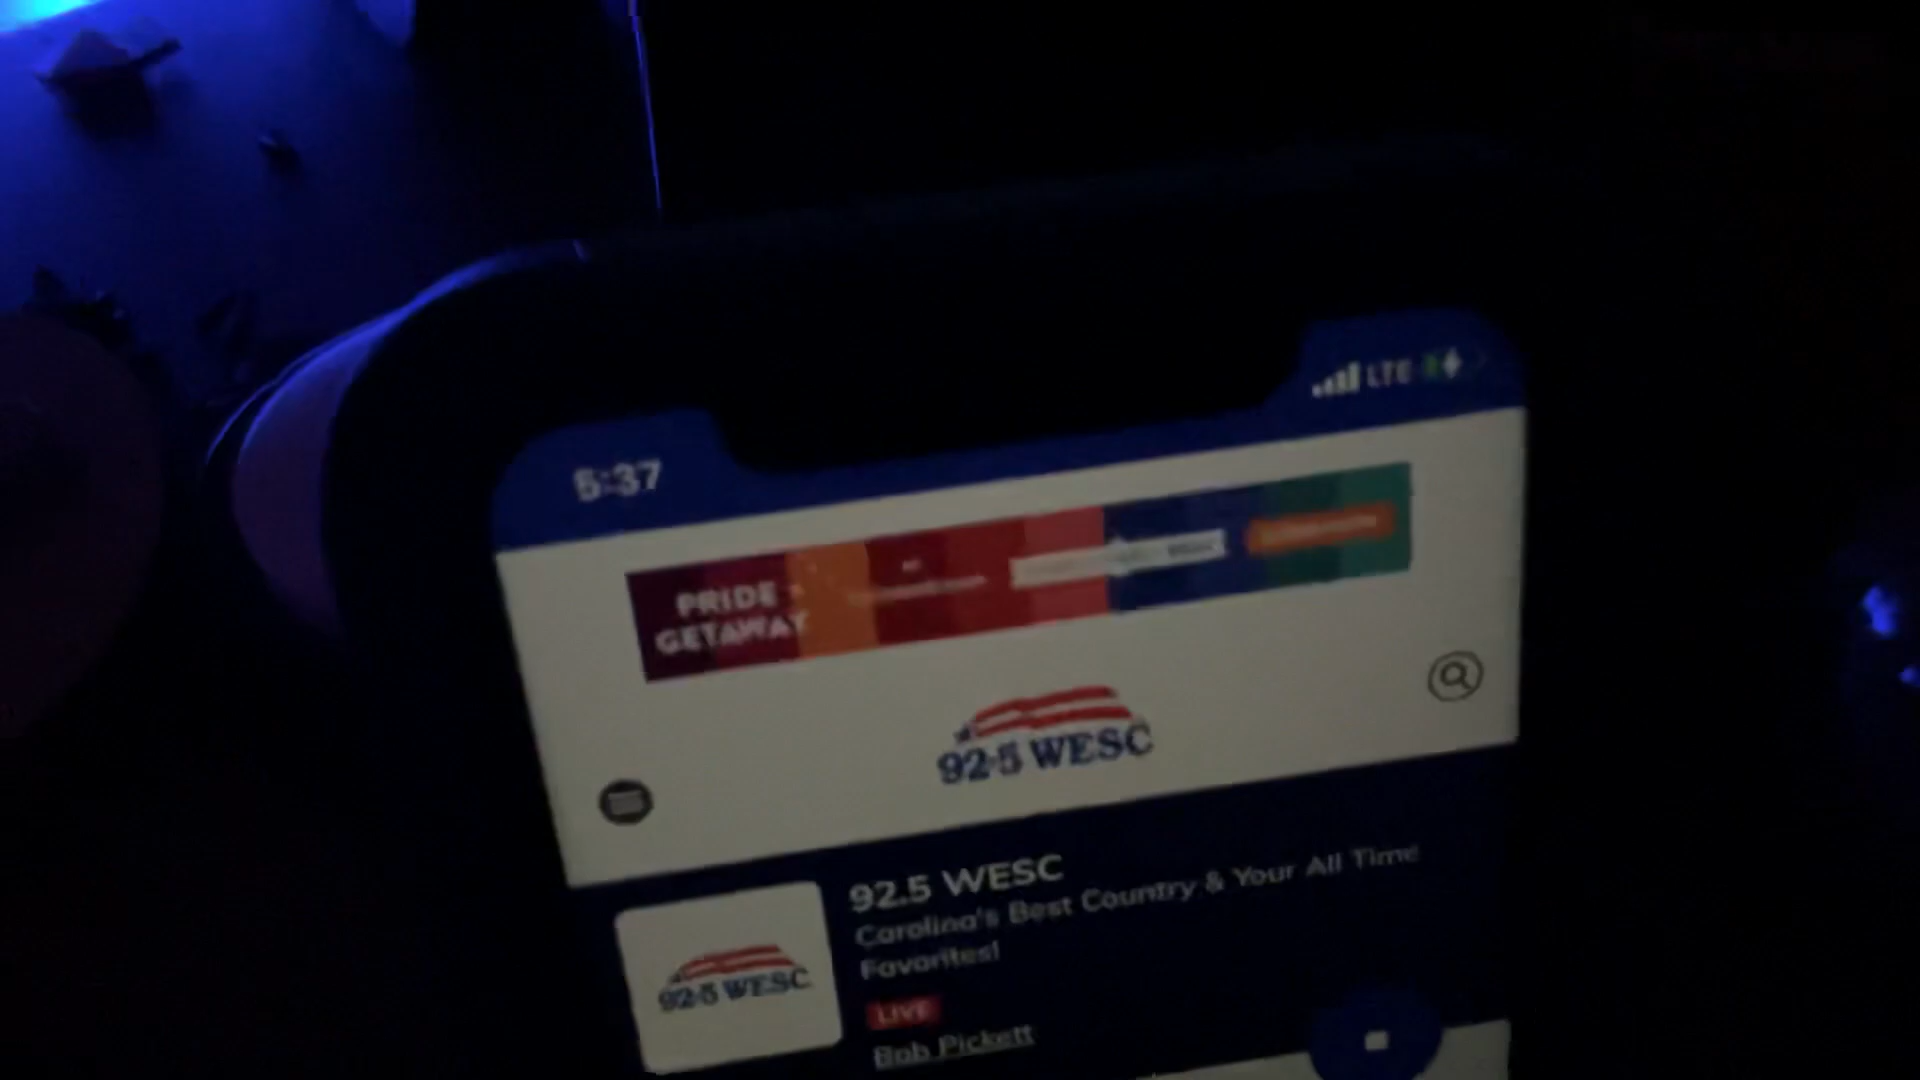 5:37
LTE
PRIDE
GETAWAY
92.5 WESC
92.5 WESC
Carolina's Best Country & Your All Time
Favorites!
92.5 WESC
LIVE
Bob Pickett